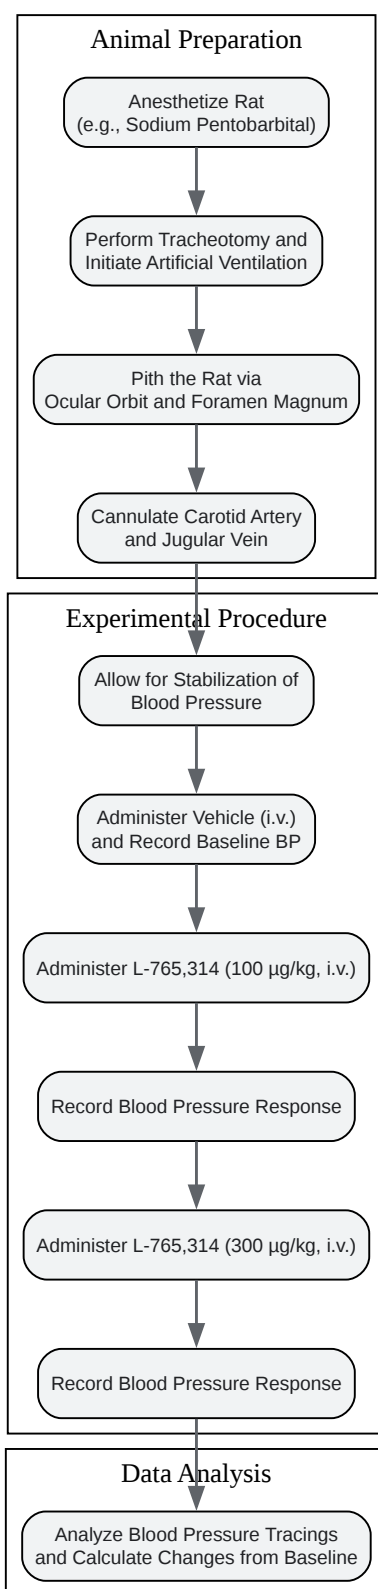 Animal Preparation
Anesthetize Rat
(e.g., Sodium Pentobarbital)
Perform Tracheotomy and
Initiate Artificial Ventilation
Pith the Rat via
Ocular Orbit and Foramen Magnum
Cannulate Carotid Artery
and Jugular Vein
Experimental Procedure
Allow for Stabilization of
Blood Pressure
Administer Vehicle (i.v.)
and Record Baseline BP
Administer L-765,314 (100 µg/kg, i.v.)
Record Blood Pressure Response
Administer L-765,314 (300 µg/kg, i.v.)
Record Blood Pressure Response
Data Analysis
Analyze Blood Pressure Tracings
and Calculate Changes from Baseline